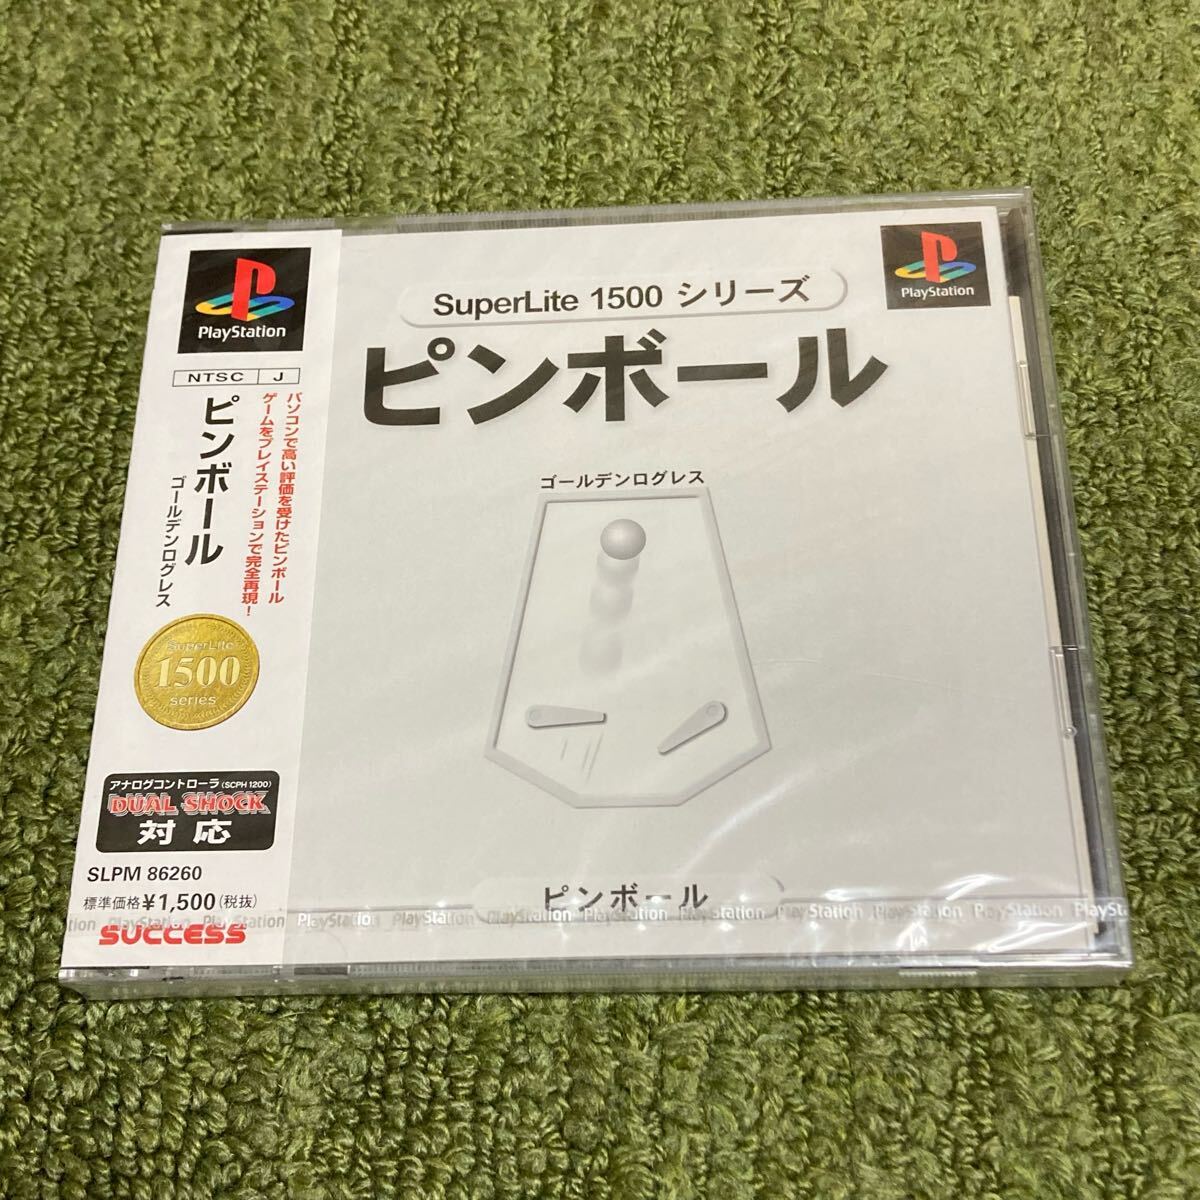 PlayStation
NTSC J
ピンボール
ゴールデンログレス
パソコンで高い評価を受けたピンボール
ゲームをプレイステーションで完全再現!
SuperLite
1500
series
アナログコントローラ(SCPH 1200)
DUAL SHOCK
対応
SLPM 86260
標準価格¥1,500(税抜)
SUCCESS
SuperLite 1500 シリーズ
PlayStation
ピンボール
ゴールデンログレス
ピンボール
tion PlayStation PlayStation PlayStation PlayStation PlayStation PlayStation PlayStation PlayStation PlayStation PlayStation PlaySt